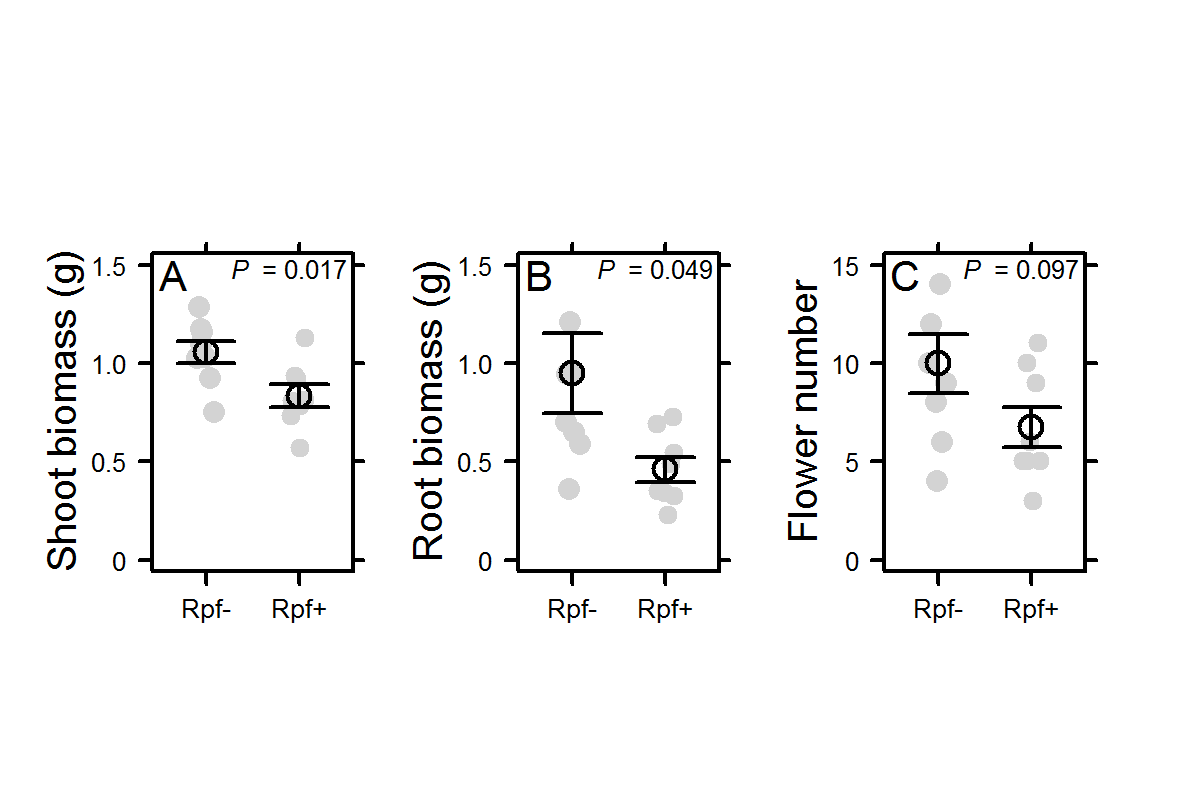 Shoot biomass (g)
1.5
1.0
0.5
0
A
P = 0.017
Rpf-
Rpf+
Root biomass (g)
1.5
1.0
0.5
0
B
P = 0.049
Rpf-
Rpf+
Flower number
15
10
5
0
C
P = 0.097
Rpf-
Rpf+